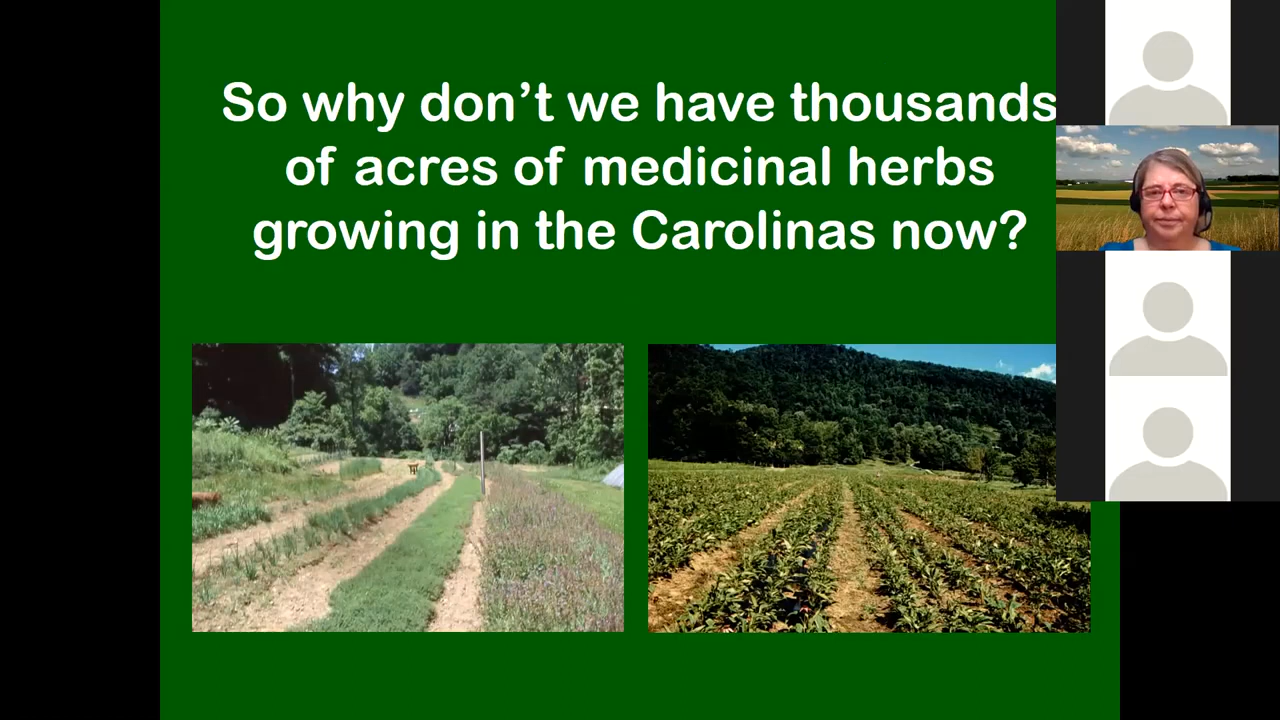 So why don't we have thousands
of acres of medicinal herbs
growing in the Carolinas now?